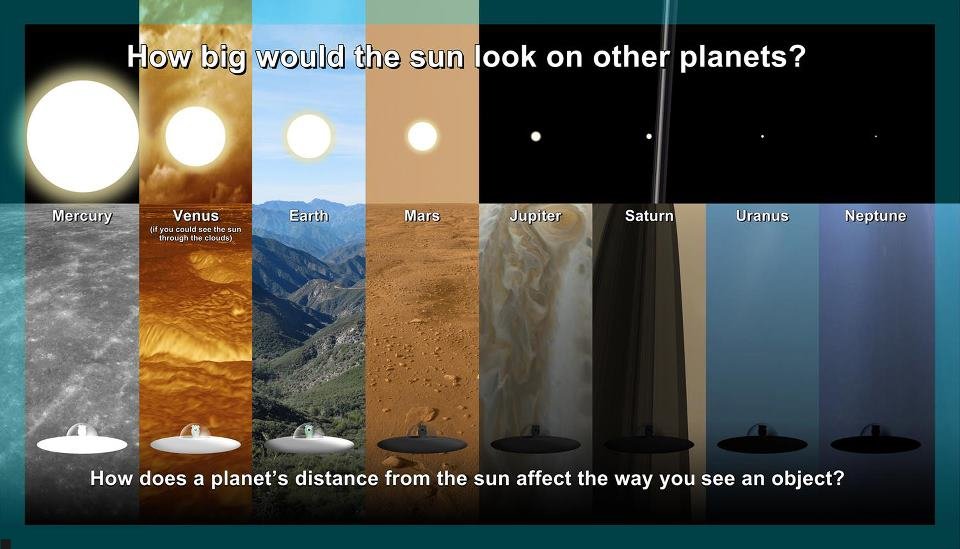 How big would the sun look on other planets?
Mercury
Venus
(if you could see the sun
through the clouds)
Earth
Mars
Jupiter
Saturn
Uranus
Neptune
How does a planet’s distance from the sun affect the way you see an object?